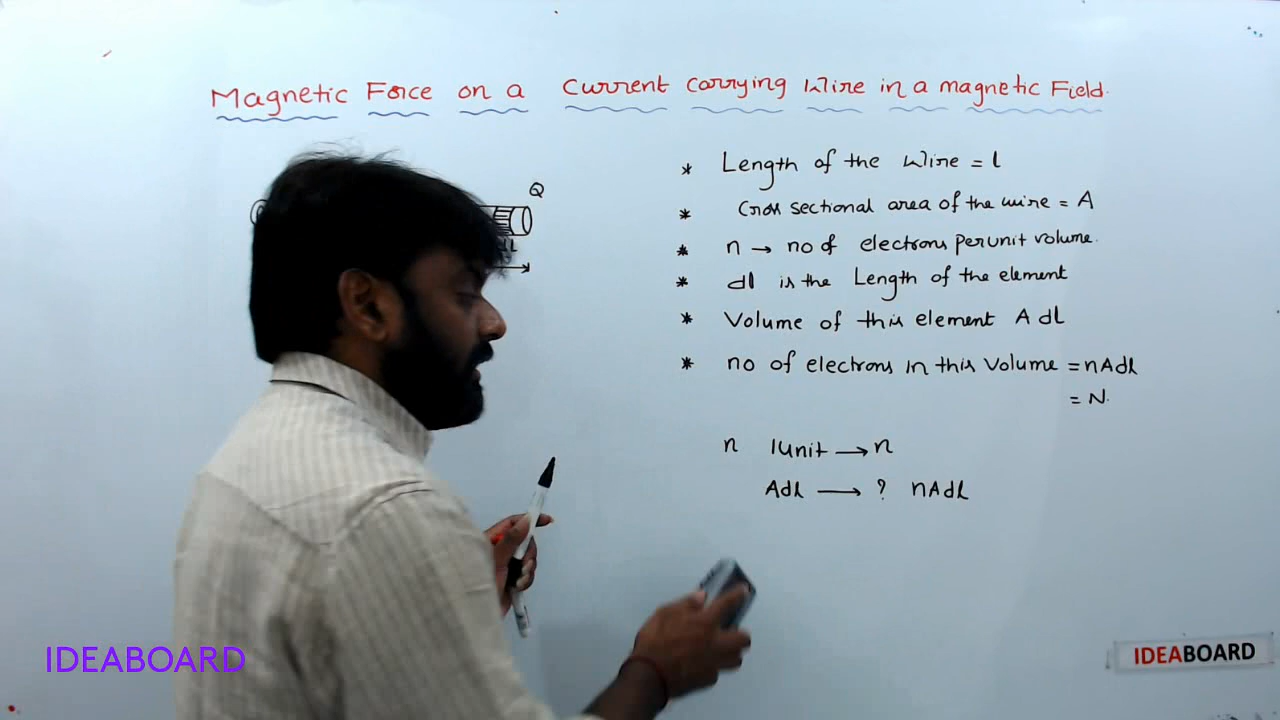 Magnetic Force on a Current Carrying Wire in a magnetic Field.
Q
dl
* Length of the wire = l
* Cross sectional area of the wire = A
* n → no of electrons per unit volume.
* dl is the Length of the element
* Volume of this element A dl
* no of electrons in this Volume = nAdl
= N.
n 1Unit → n
Adl → ? nAdl
IDEABOARD
IDEABOARD